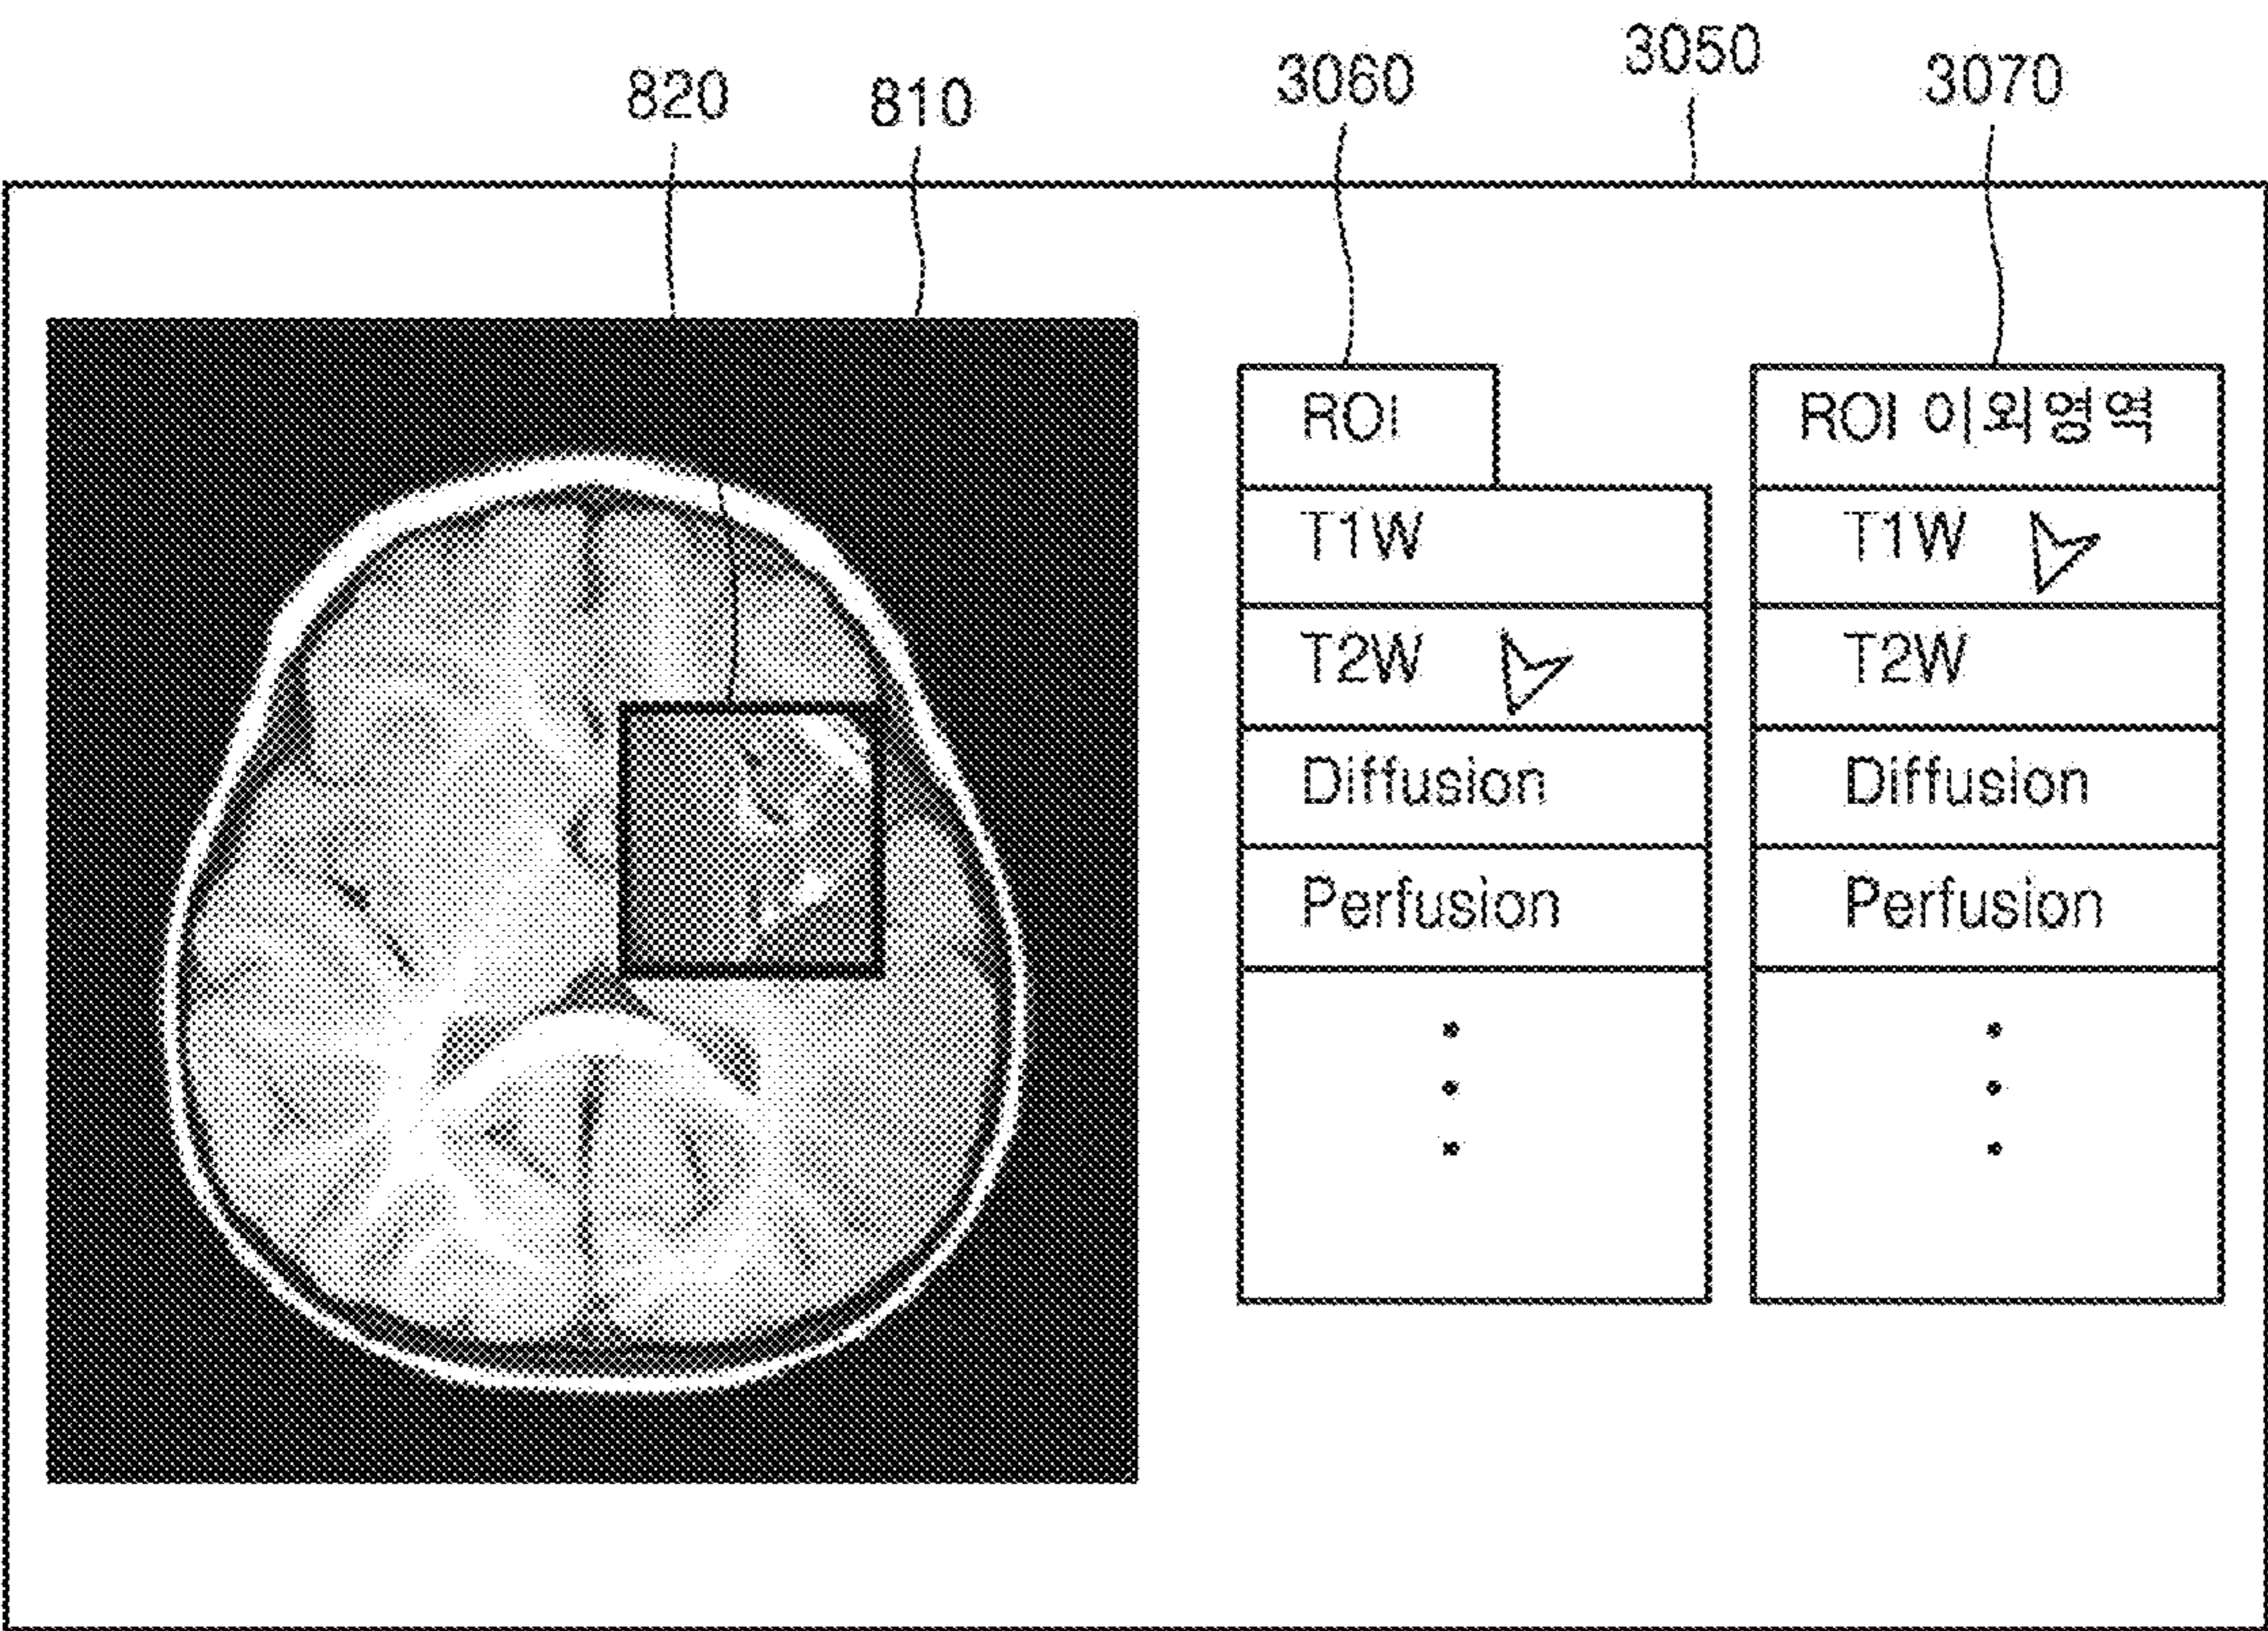 820
810
3060
3050
3070
ROI
T1W
T2W
Diffusion
Perfusion
ROI 이외영역
T1W
T2W
Diffusion
Perfusion